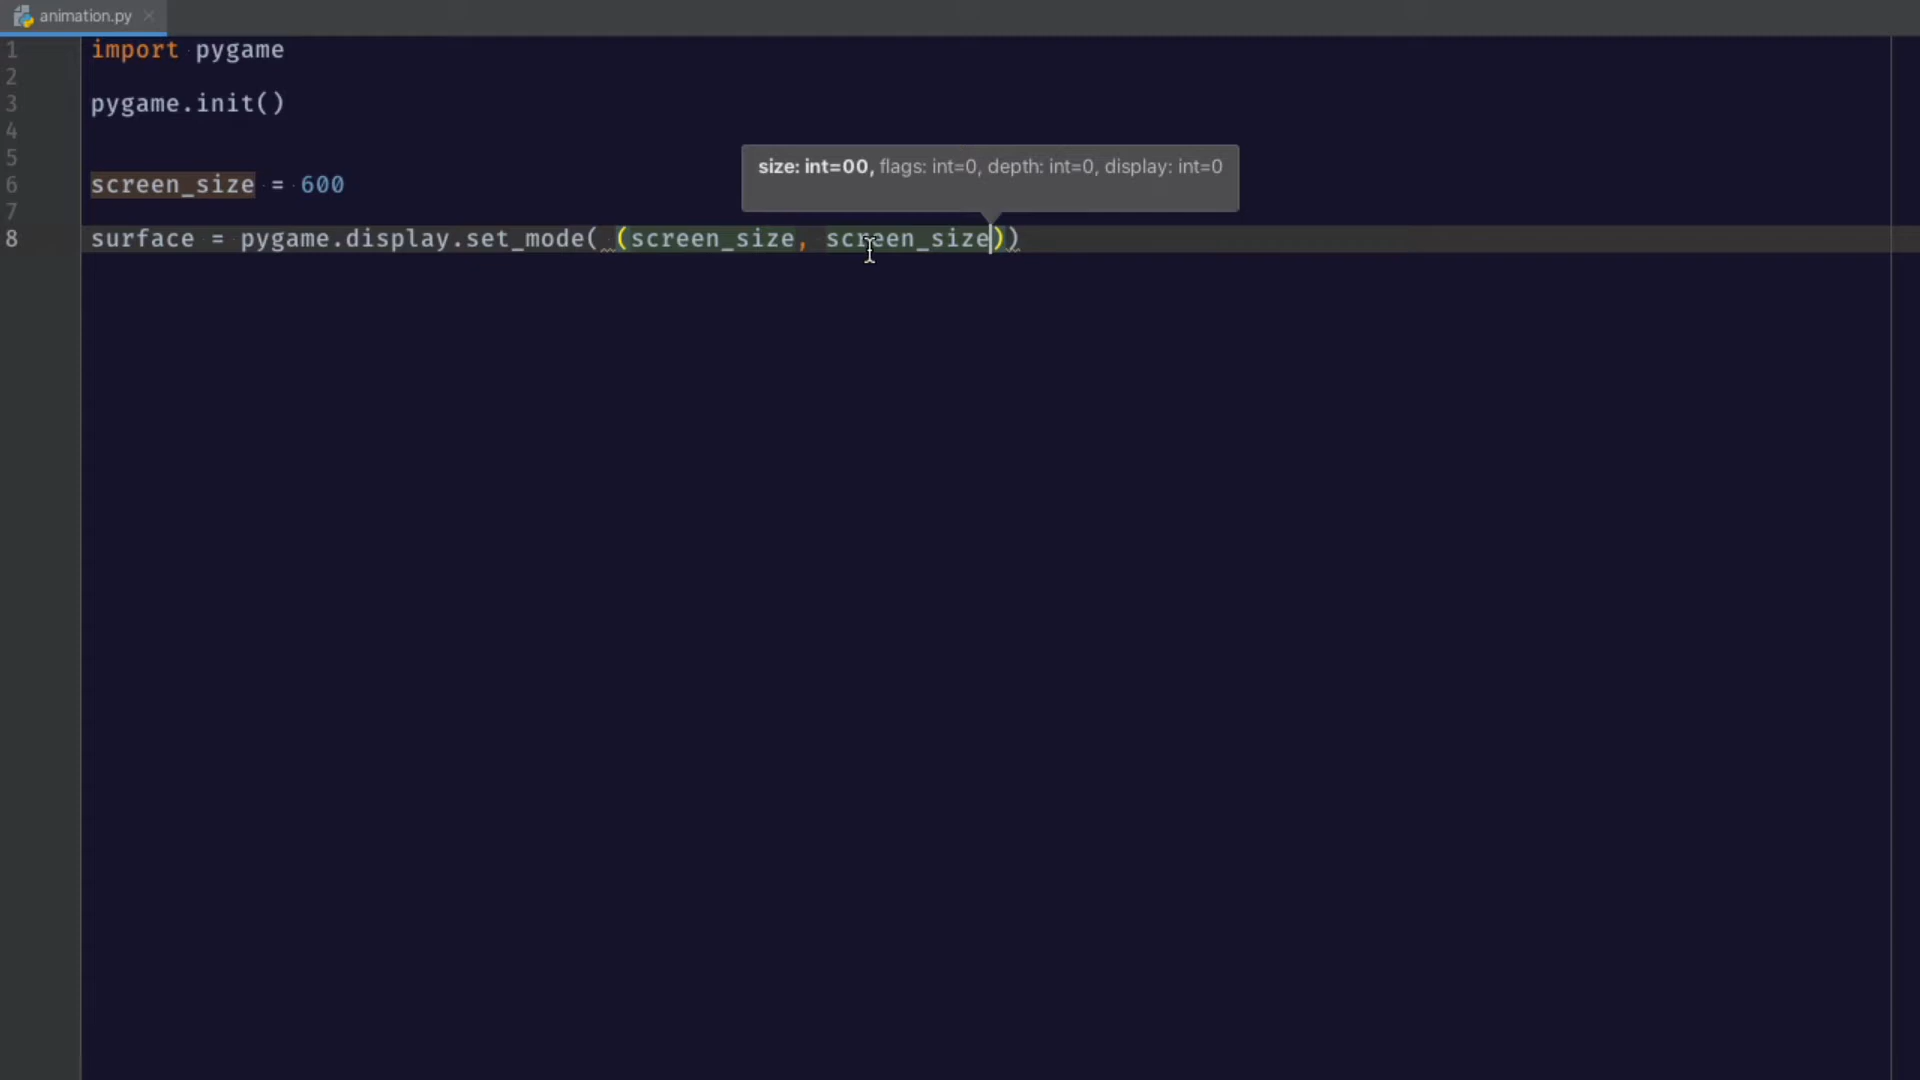 animation.py
1 import pygame
2
3 pygame.init()
4
5
size: int=00, flags: int=0, depth: int=0, display: int=0
6 screen_size = 600
7
8 surface = pygame.display.set_mode( (screen_size, screen_size))